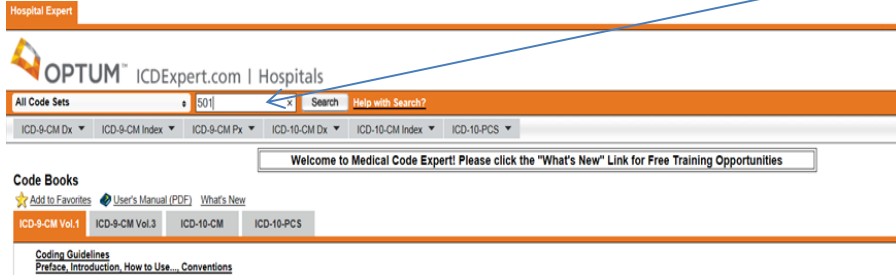 Hospital Expert
OPTUM™ ICDExpert.com | Hospitals
All Code Sets 501 × Search Help with Search?
ICD-9-CM Dx ▼ ICD-9-CM Index ▼ ICD-9-CM Px ▼ ICD-10-CM Dx ▼ ICD-10-CM Index ▼ ICD-10-PCS ▼
Welcome to Medical Code Expert! Please click the "What's New" Link for Free Training Opportunities
Code Books
Add to Favorites User's Manual (PDF) What's New
ICD-9-CM Vol.1 ICD-9-CM Vol.3 ICD-10-CM ICD-10-PCS
Coding Guidelines
Preface, Introduction, How to Use..., Conventions